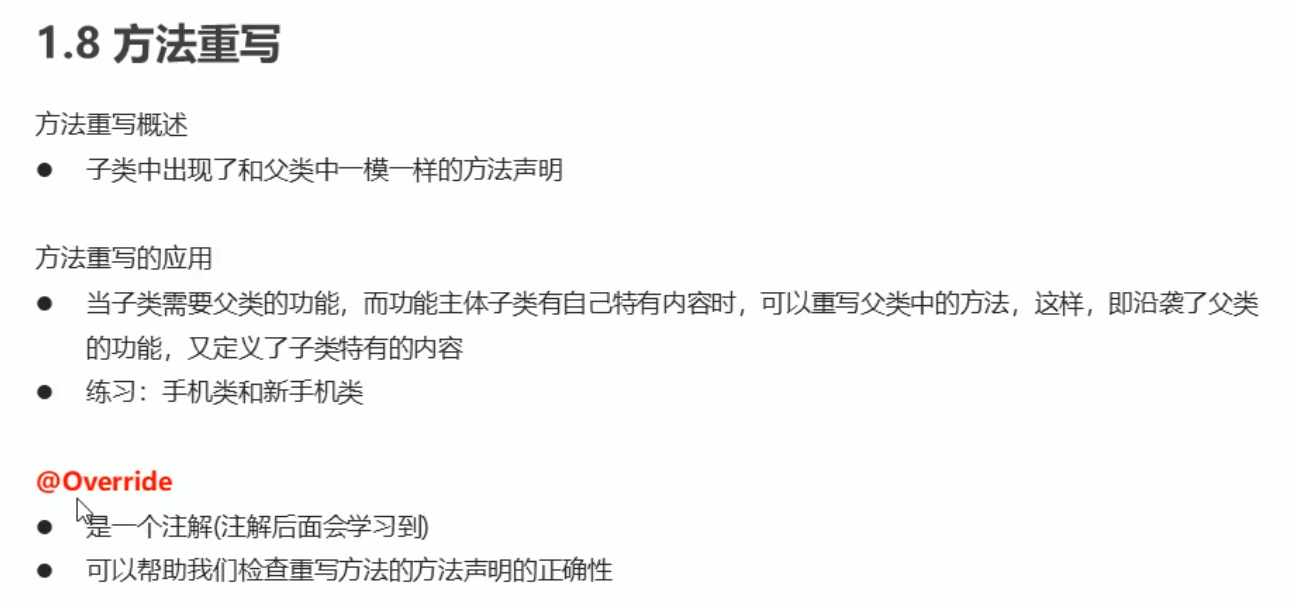 1.8 方法重写
方法重写概述
● 子类中出现了和父类中一模一样的方法声明
方法重写的应用
● 当子类需要父类的功能，而功能主体子类有自己特有内容时，可以重写父类中的方法，这样，即沿袭了父类
的功能，又定义了子类特有的内容
● 练习：手机类和新手机类
@Override
● 是一个注解(注解后面会学习到)
● 可以帮助我们检查重写方法的方法声明的正确性